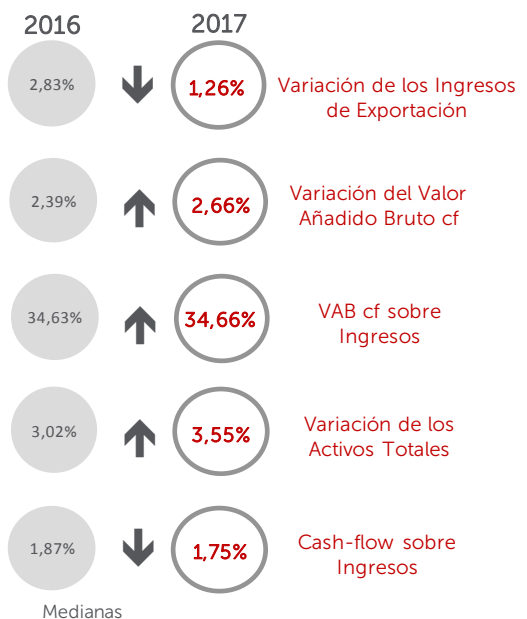 2016 2017
2,83% 1,26% Variación de los Ingresos
de Exportación
2,39% 2,66% Variación del Valor
Añadido Bruto cf
34,63% 34,66% VAB cf sobre
Ingresos
3,02% 3,55% Variación de los
Activos Totales
1,87% 1,75% Cash-flow sobre
Ingresos
Medianas